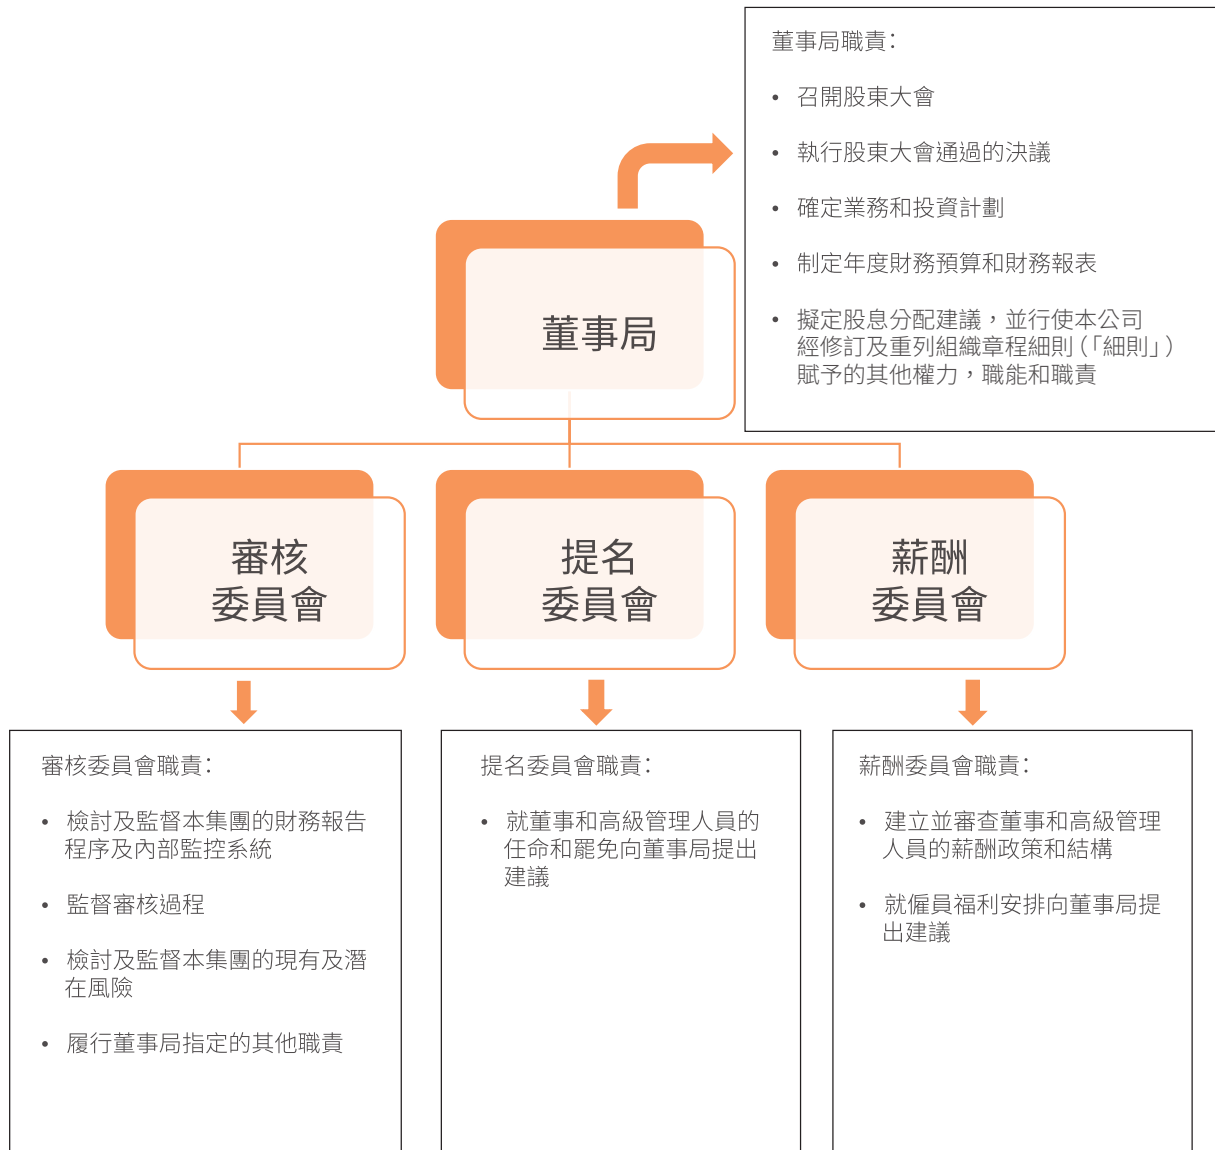 董事局職責：
• 召開股東大會
• 執行股東大會通過的決議
• 確定業務和投資計劃
• 制定年度財務預算和財務報表
• 擬定股息分配建議，並行使本公司
經修訂及重列組織章程細則（「細則」）
賦予的其他權力，職能和職責
董事局
審核
委員會
提名
委員會
薪酬
委員會
審核委員會職責：
• 檢討及監督本集團的財務報告
程序及內部監控系統
• 監督審核過程
• 檢討及監督本集團的現有及潛
在風險
• 履行董事局指定的其他職責
提名委員會職責：
• 就董事和高級管理人員的
任命和罷免向董事局提出
建議
薪酬委員會職責：
• 建立並審查董事和高級管理
人員的薪酬政策和結構
• 就僱員福利安排向董事局提
出建議